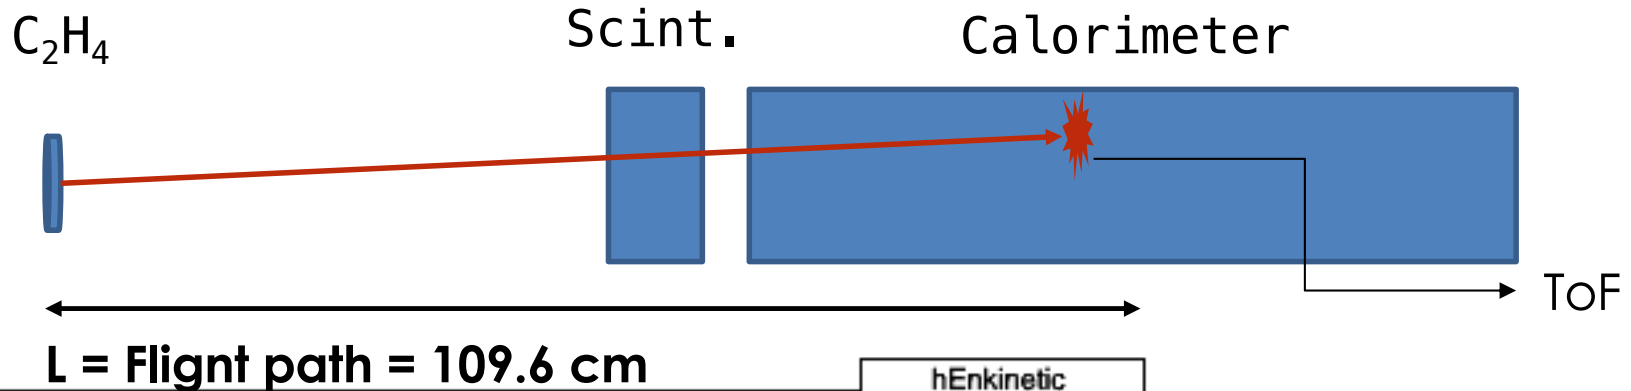 C₂H₄
Scint.
Calorimeter
ToF
L = Flignt path = 109.6 cm
hEnkinetic